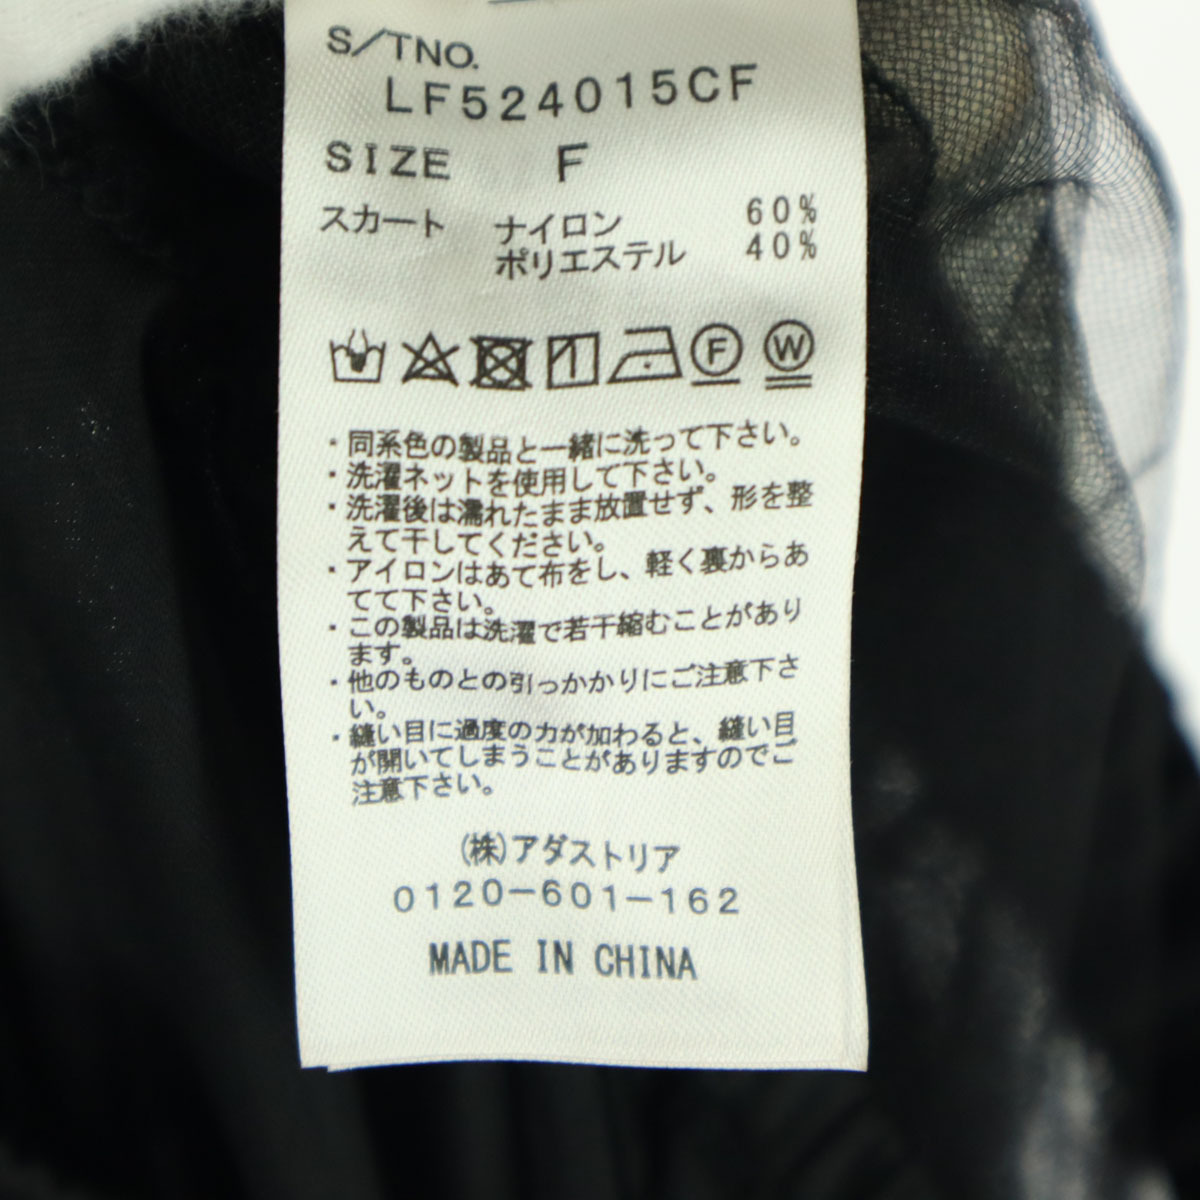 S/TNO.
LF524015CF
SIZE F
スカート ナイロン 60%
ポリエステル 40%
F W
・同系色の製品と一緒に洗って下さい。
・洗濯ネットを使用して下さい。
・洗濯後は濡れたまま放置せず、形を整
えて干してください。
・アイロンはあて布をし、軽く裏からあ
てて下さい。
・この製品は洗濯で若干縮むことがあり
ます。
・他のものとの引っかかりにご注意下さ
い。
・縫い目に過度の力が加わると、縫い目
が開いてしまうことがありますのでご
注意下さい。
(株)アダストリア
0120-601-162
MADE IN CHINA